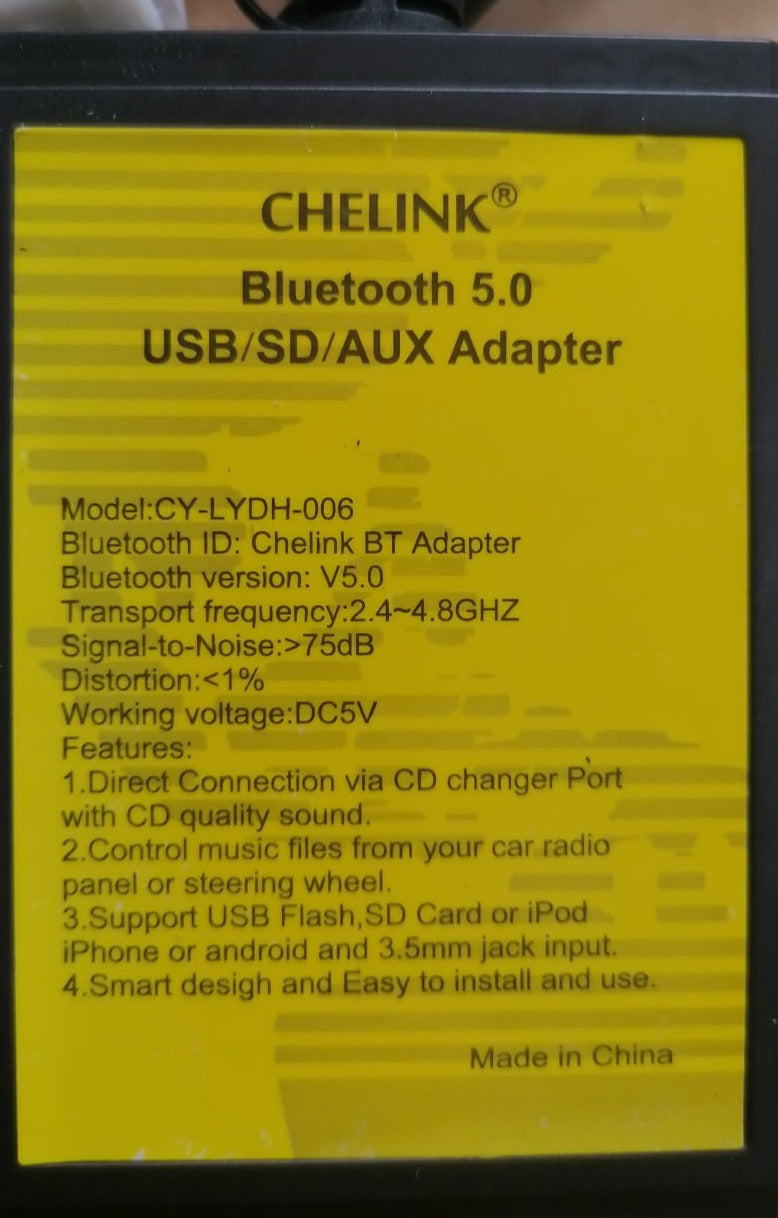 CHELINK®
Bluetooth 5.0
USB/SD/AUX Adapter
Model:CY-LYDH-006
Bluetooth ID: Chelink BT Adapter
Bluetooth version: V5.0
Transport frequency:2.4~4.8GHZ
Signal-to-Noise:>75dB
Distortion:<1%
Working voltage:DC5V
Features:
1.Direct Connection via CD changer Port
with CD quality sound.
2.Control music files from your car radio
panel or steering wheel.
3.Support USB Flash,SD Card or iPod
iPhone or android and 3.5mm jack input.
4.Smart desigh and Easy to install and use.
Made in China